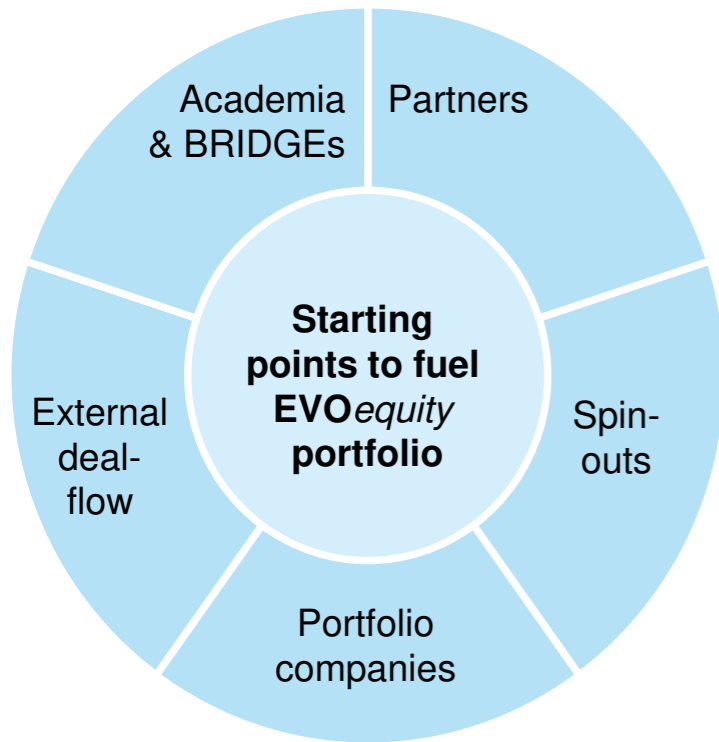 Academia
& BRIDGEs
Partners
Starting
points to fuel
EVOequity
portfolio
External
deal-
flow
Spin-
outs
Portfolio
companies